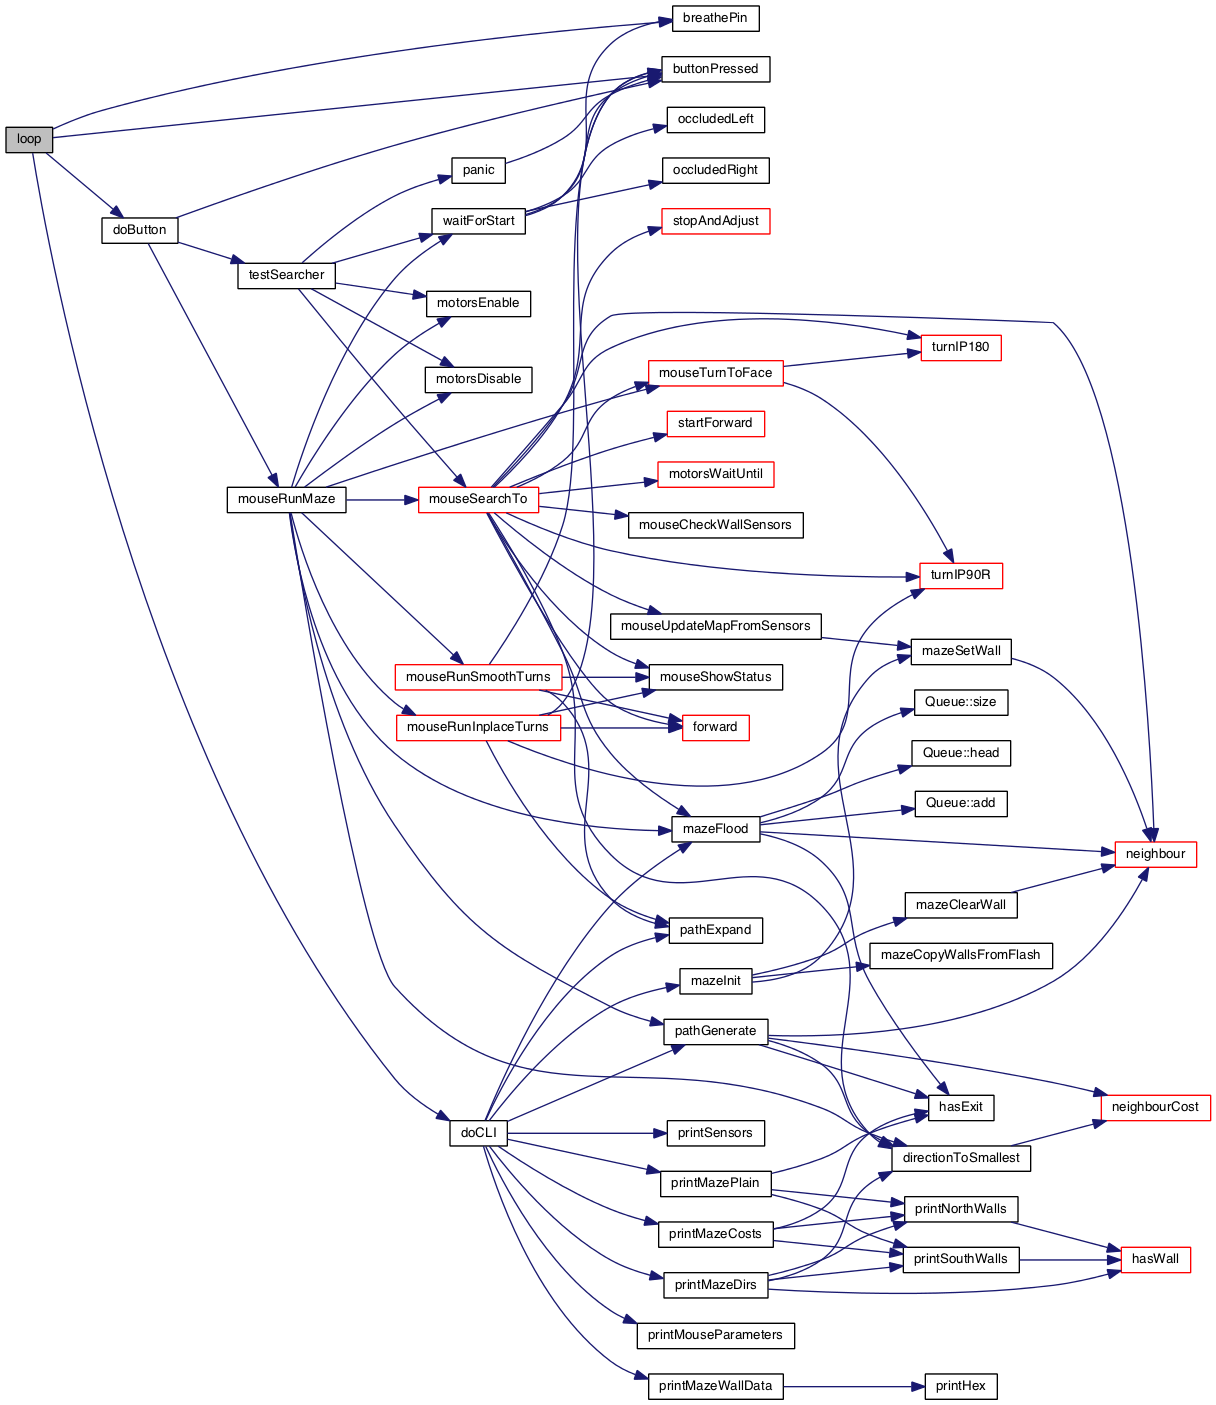 breathePin
buttonPressed
occludedLeft
loop
panic
occludedRight
waitForStart
stopAndAdjust
doButton
testSearcher
motorsEnable
turnIP180
mouseTurnToFace
motorsDisable
startForward
motorsWaitUntil
mouseRunMaze
mouseSearchTo
mouseCheckWallSensors
turnIP90R
mouseUpdateMapFromSensors
mazeSetWall
mouseRunSmoothTurns
mouseShowStatus
Queue::size
mouseRunInplaceTurns
forward
Queue::head
Queue::add
mazeFlood
neighbour
mazeClearWall
pathExpand
mazeCopyWallsFromFlash
mazeInit
pathGenerate
hasExit
neighbourCost
doCLI
printSensors
directionToSmallest
printMazePlain
printNorthWalls
printMazeCosts
printSouthWalls
hasWall
printMazeDirs
printMouseParameters
printMazeWallData
printHex